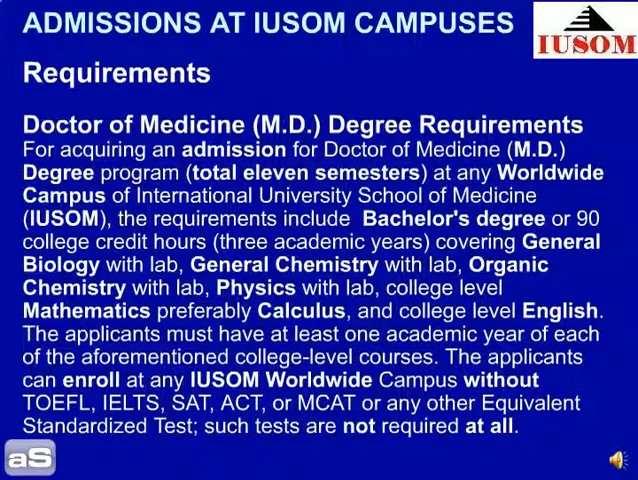 ADMISSIONS AT IUSOM CAMPUSES
IUSOM
Requirements
Doctor of Medicine (M.D.) Degree Requirements
For acquiring an admission for Doctor of Medicine (M.D.)
Degree program (total eleven semesters) at any Worldwide
Campus of International University School of Medicine
(IUSOM), the requirements include Bachelor's degree or 90
college credit hours (three academic years) covering General
Biology with lab, General Chemistry with lab, Organic
Chemistry with lab, Physics with lab, college level
Mathematics preferably Calculus, and college level English.
The applicants must have at least one academic year of each
of the aforementioned college-level courses. The applicants
can enroll at any IUSOM Worldwide Campus without
TOEFL, IELTS, SAT, ACT, or MCAT or any other Equivalent
Standardized Test; such tests are not required at all.
aS